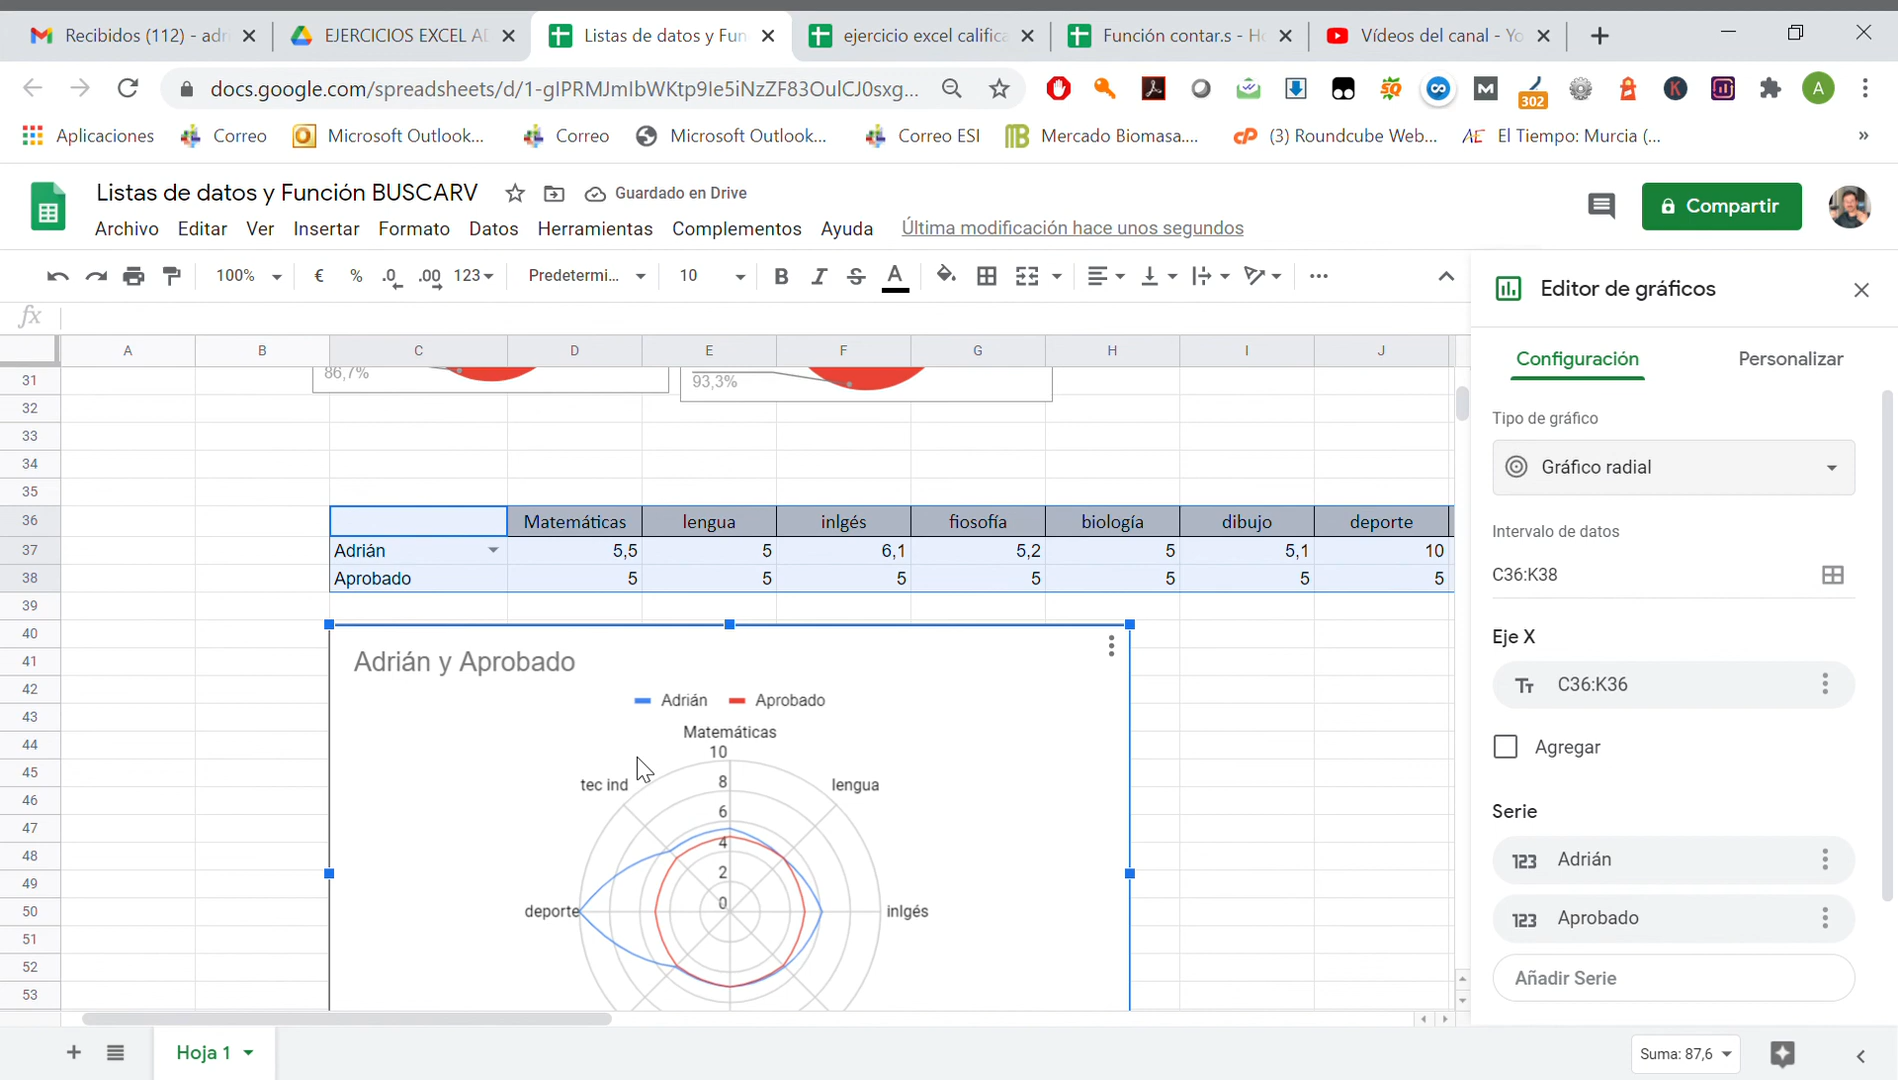 Recibidos (112) - adr
EJERCICIOS EXCEL AD
Listas de datos y Fun
ejercicio excel califica
Función contar.s - Ho
Vídeos del canal - Yo
docs.google.com/spreadsheets/d/1-gIPRMJmIbWKtp9Ie5iNzZF83OulCJ0sxg...
302
A
Aplicaciones
Correo
Microsoft Outlook...
Correo
Microsoft Outlook...
Correo ESI
Mercado Biomasa....
(3) Roundcube Web...
El Tiempo: Murcia (...
Listas de datos y Función BUSCARV
Guardado en Drive
Archivo Editar Ver Insertar Formato Datos Herramientas Complementos Ayuda
Última modificación hace unos segundos
Compartir
100% € % .0 .00 123 Predetermi... 10 B I S A
fx
A B C D E F G H I J
31
86,7%
93,3%
32
33
34
35
36 Matemáticas lengua inlgés fiosofía biología dibujo deporte
37 Adrián 5,5 5 6,1 5,2 5 5,1 10
38 Aprobado 5 5 5 5 5 5 5
39
40
41
42
43
44
45
46
47
48
49
50
51
52
53
Adrián y Aprobado
Adrián Aprobado
Matemáticas
10
tec ind
8
lengua
6
4
2
0
deporte
inlgés
Editor de gráficos
Configuración Personalizar
Tipo de gráfico
Gráfico radial
Intervalo de datos
C36:K38
Eje X
Tт C36:K36
Agregar
Serie
123 Adrián
123 Aprobado
Añadir Serie
Hoja 1
Suma: 87,6